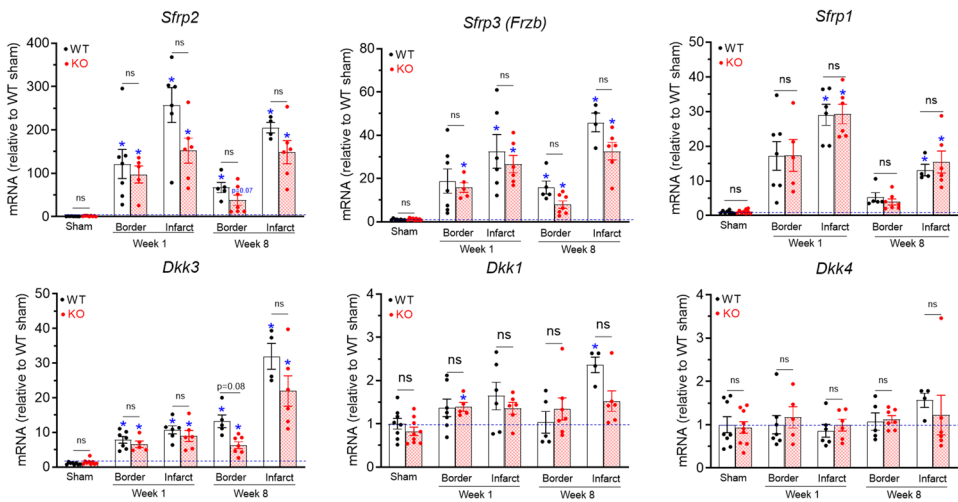 Sfrp2
mRNA (relative to WT sham)
400
300
200
150
100
50
0
WT
KO
ns
ns
ns
ns
ns
*
*
*
*
*
p=0.07
*
*
Sham
Border
Infarct
Border
Infarct
Week 1
Week 8
Sfrp3 (Frzb)
mRNA (relative to WT sham)
80
60
40
20
0
WT
KO
ns
ns
ns
ns
ns
*
*
*
*
*
*
*
Sham
Border
Infarct
Border
Infarct
Week 1
Week 8
Sfrp1
mRNA (relative to WT sham)
50
40
30
20
10
0
WT
KO
ns
ns
ns
ns
ns
*
*
*
*
Sham
Border
Infarct
Border
Infarct
Week 1
Week 8
Dkk3
mRNA (relative to WT sham)
50
40
30
20
10
0
WT
KO
ns
ns
ns
p=0.08
ns
*
*
*
*
*
*
*
*
Sham
Border
Infarct
Border
Infarct
Week 1
Week 8
Dkk1
mRNA (relative to WT sham)
4
3
2
1
0
WT
KO
ns
ns
ns
ns
ns
*
*
Sham
Border
Infarct
Border
Infarct
Week 1
Week 8
Dkk4
mRNA (relative to WT sham)
4
3
2
1
0
WT
KO
ns
ns
ns
ns
ns
Sham
Border
Infarct
Border
Infarct
Week 1
Week 8